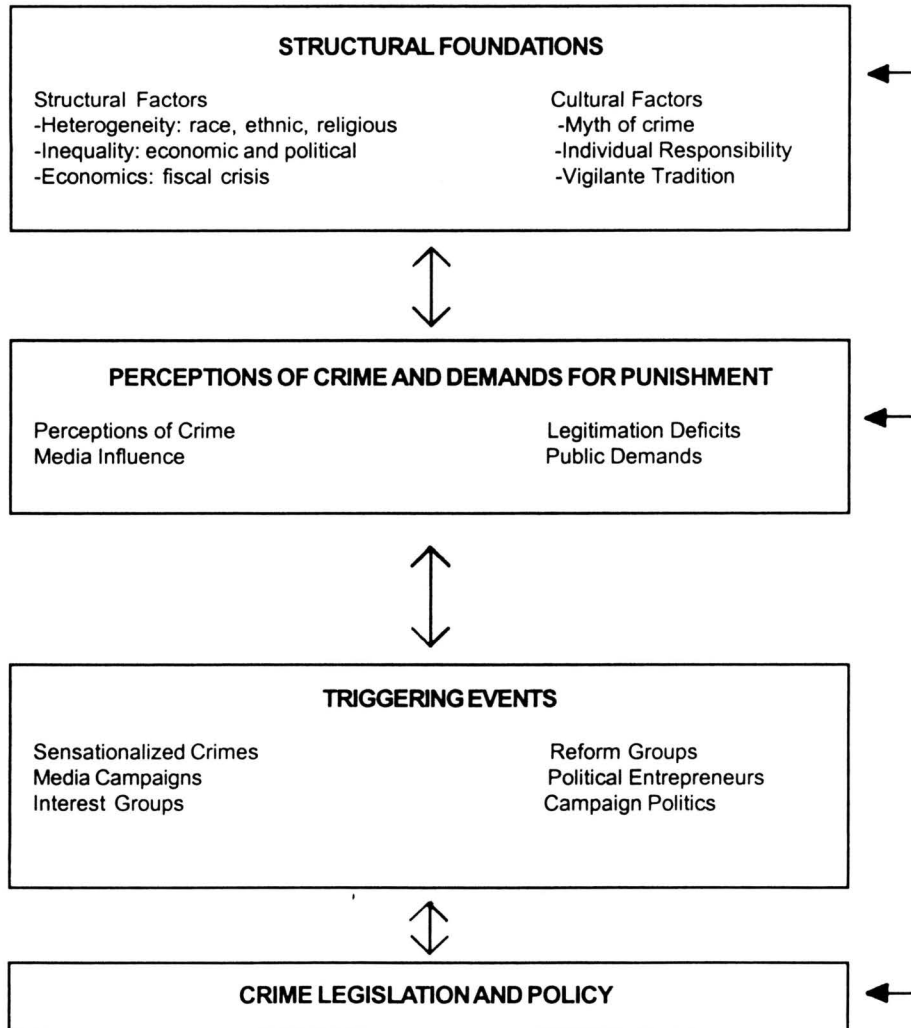 STRUCTURAL FOUNDATIONS
Structural Factors
-Heterogeneity: race, ethnic, religious
-Inequality: economic and political
-Economics: fiscal crisis
Cultural Factors
-Myth of crime
-Individual Responsibility
-Vigilante Tradition
PERCEPTIONS OF CRIME AND DEMANDS FOR PUNISHMENT
Perceptions of Crime
Media Influence
Legitimation Deficits
Public Demands
TRIGGERING EVENTS
Sensationalized Crimes
Media Campaigns
Interest Groups
Reform Groups
Political Entrepreneurs
Campaign Politics
CRIME LEGISLATION AND POLICY